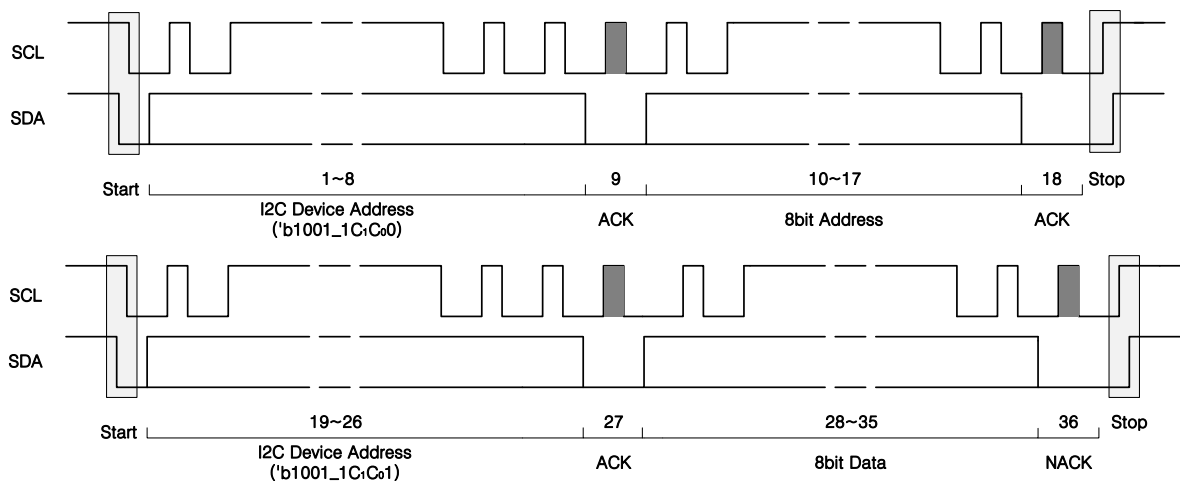 SCL
SDA
Start 1~8 9 10~17 18 Stop
I2C Device Address ACK 8bit Address ACK
('b1001_1C₁C₀0)
SCL
SDA
Start 19~26 27 28~35 36 Stop
I2C Device Address ACK 8bit Data NACK
('b1001_1C₁C₀1)